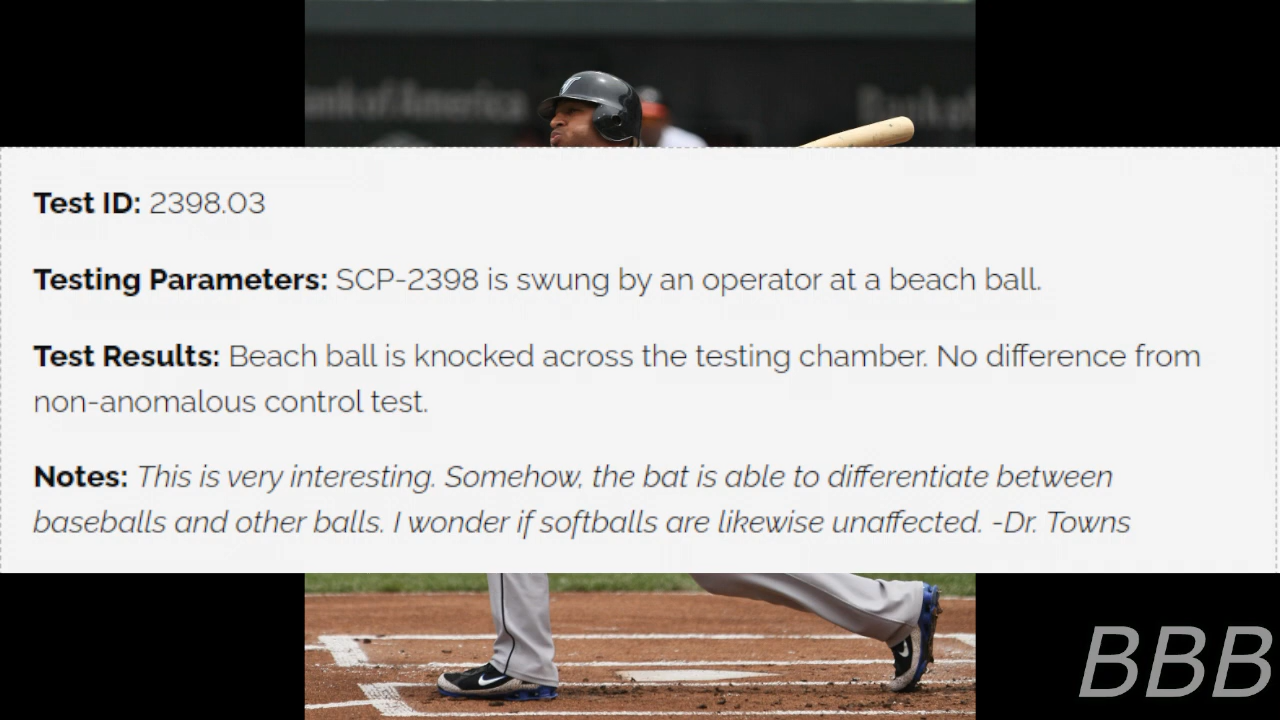 ank of America
Test ID: 2398.03
Testing Parameters: SCP-2398 is swung by an operator at a beach ball.
Test Results: Beach ball is knocked across the testing chamber. No difference from
non-anomalous control test.
Notes: This is very interesting. Somehow, the bat is able to differentiate between
baseballs and other balls. I wonder if softballs are likewise unaffected. -Dr. Towns
BBB